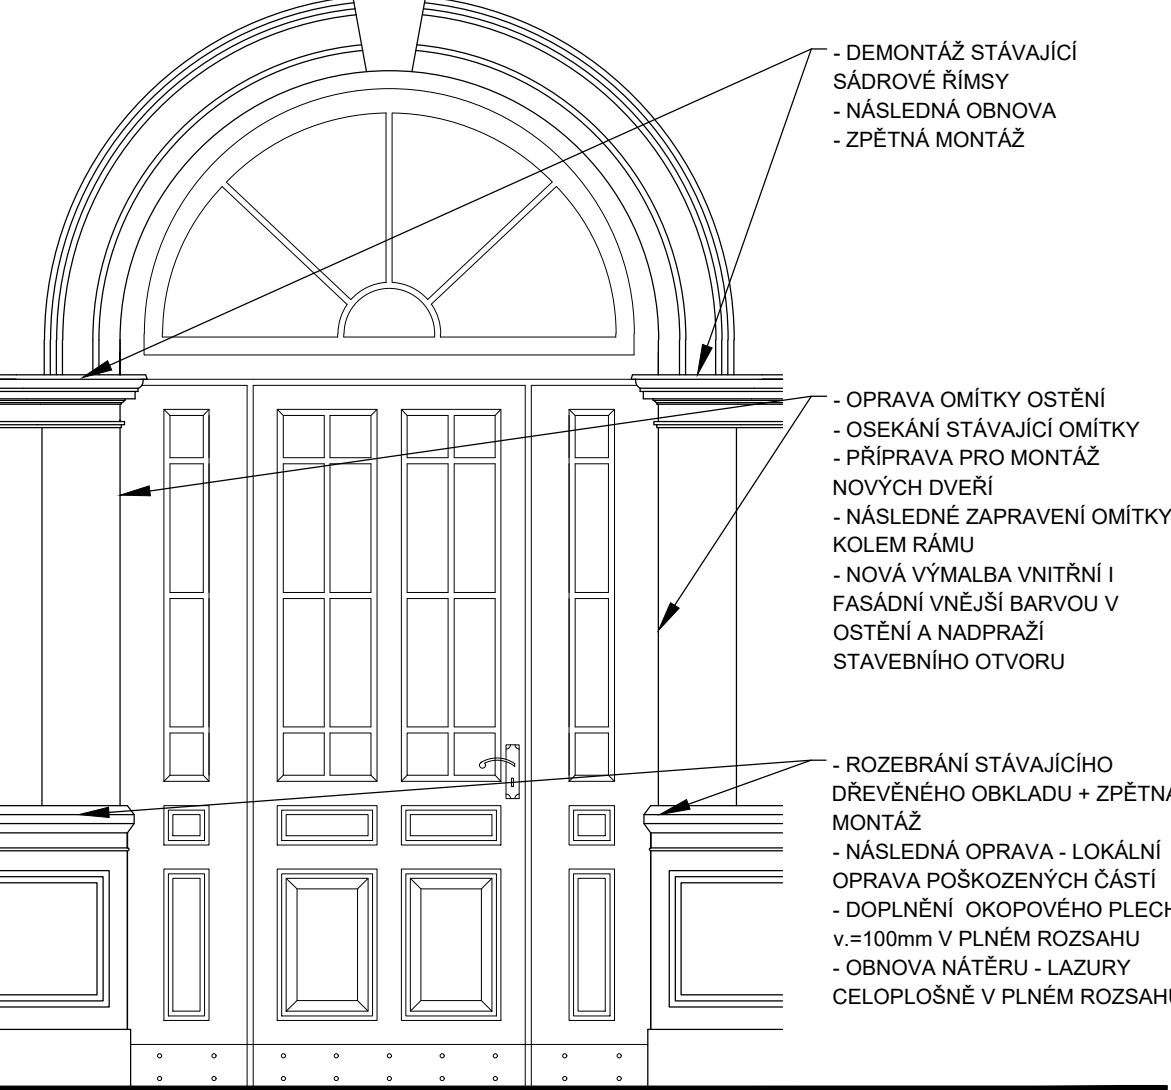 - DEMONTÁŽ STÁVAJÍCÍ
SÁDROVÉ ŘÍMSY
- NÁSLEDNÁ OBNOVA
- ZPĚTNÁ MONTÁŽ
- OPRAVA OMÍTKY OSTĚNÍ
- OSEKÁNÍ STÁVAJÍCÍ OMÍTKY
- PŘÍPRAVA PRO MONTÁŽ
NOVÝCH DVEŘÍ
- NÁSLEDNÉ ZAPRAVENÍ OMÍTKY
KOLEM RÁMU
- NOVÁ VÝMALBA VNITŘNÍ I
FASÁDNÍ VNĚJŠÍ BARVOU V
OSTĚNÍ A NADPRAŽÍ
STAVEBNÍHO OTVORU
- ROZEBRÁNÍ STÁVAJÍCÍHO
DŘEVĚNÉHO OBKLADU + ZPĚTNÁ
MONTÁŽ
- NÁSLEDNÁ OPRAVA - LOKÁLNÍ
OPRAVA POŠKOZENÝCH ČÁSTÍ
- DOPLNĚNÍ OKOPOVÉHO PLECH
v.=100mm V PLNÉM ROZSAHU
- OBNOVA NÁTĚRU - LAZURY
CELOPLOŠNĚ V PLNÉM ROZSAHU